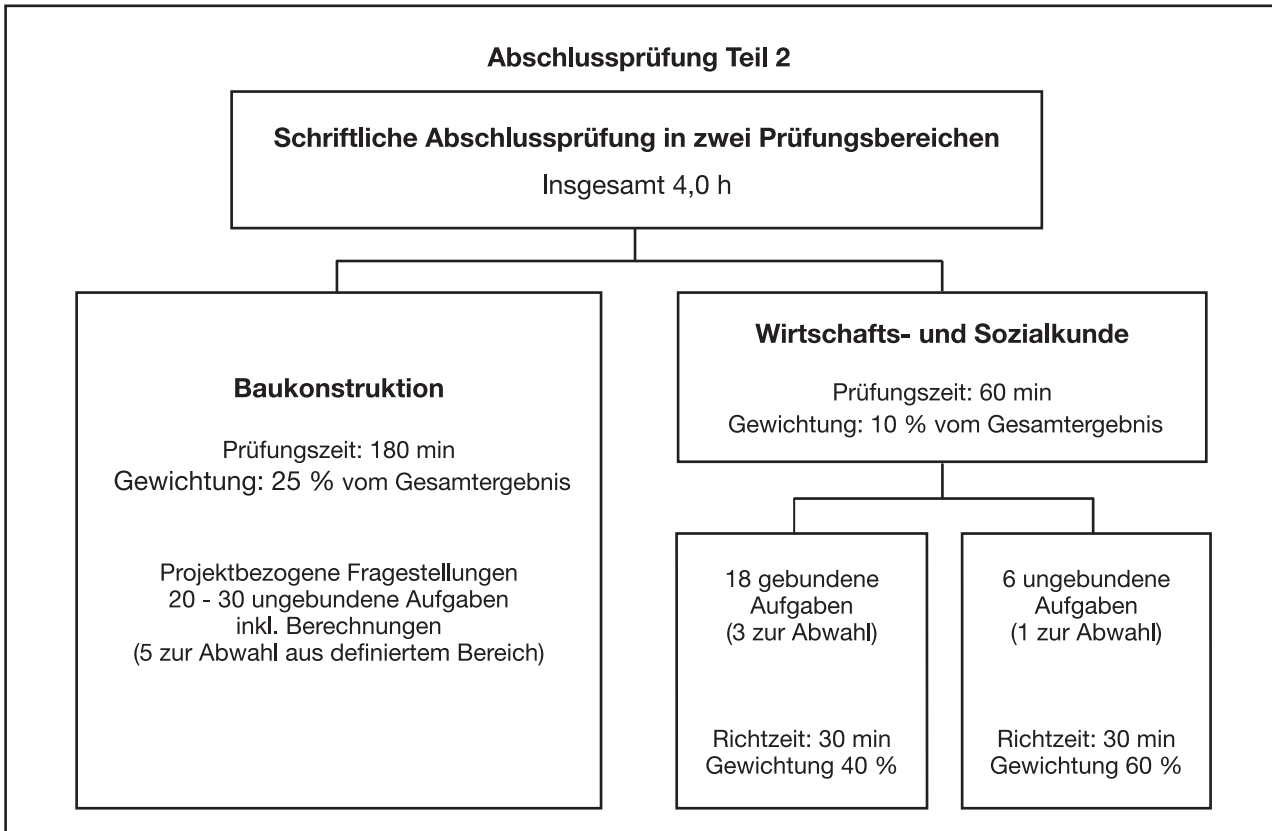 Abschlussprüfung Teil 2
Schriftliche Abschlussprüfung in zwei Prüfungsbereichen
Insgesamt 4,0 h
Baukonstruktion
Prüfungszeit: 180 min
Gewichtung: 25 % vom Gesamtergebnis
Projektbezogene Fragestellungen
20 - 30 ungebundene Aufgaben
inkl. Berechnungen
(5 zur Abwahl aus definiertem Bereich)
Wirtschafts- und Sozialkunde
Prüfungszeit: 60 min
Gewichtung: 10 % vom Gesamtergebnis
18 gebundene
Aufgaben
(3 zur Abwahl)
Richtzeit: 30 min
Gewichtung 40 %
6 ungebundene
Aufgaben
(1 zur Abwahl)
Richtzeit: 30 min
Gewichtung 60 %